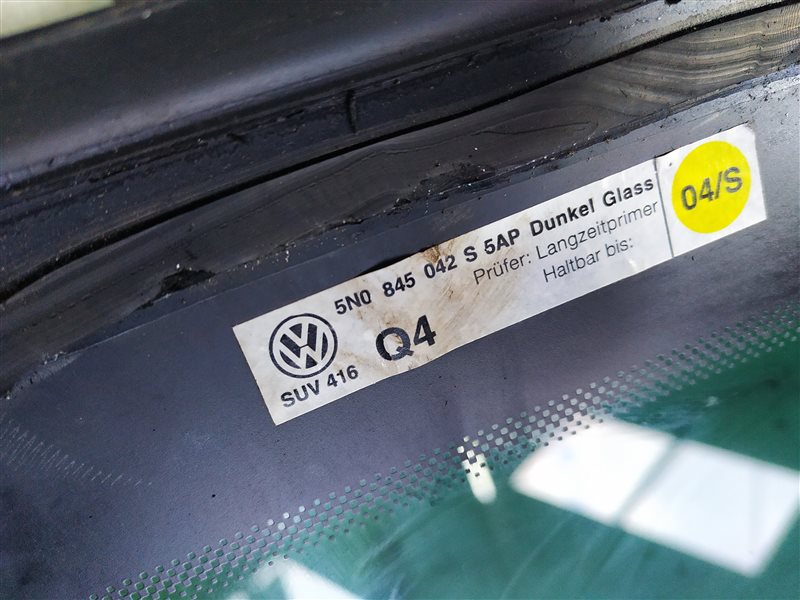 5N0 845 042 S 5AP Dunkel Glass
Prüfer: Langzeitprimer
Haltbar bis:
04/S
SUV 416
Q4